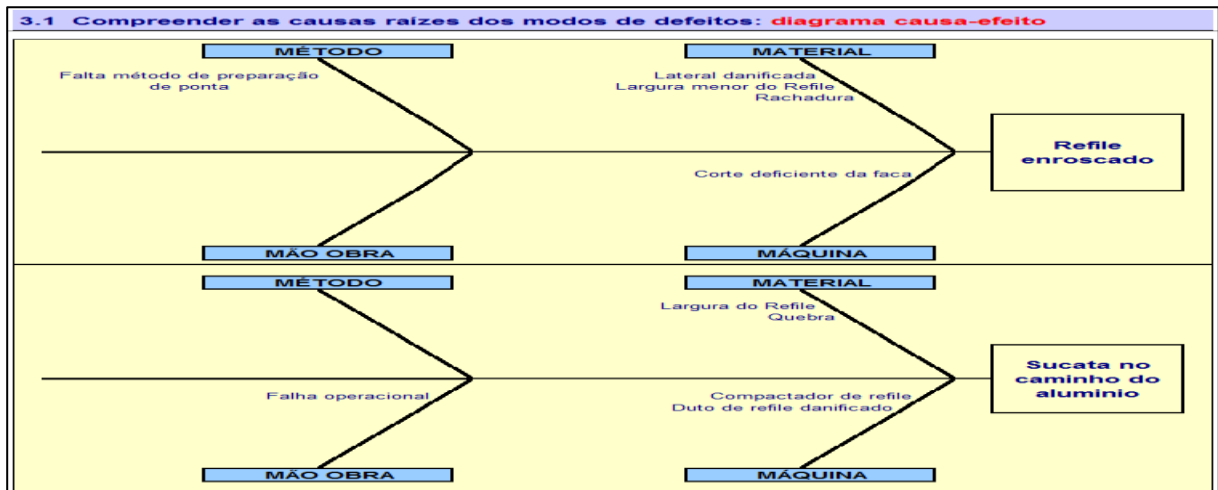 3.1 Compreender as causas raízes dos modos de defeitos: diagrama causa-efeito
MÉTODO
MATERIAL
Falta método de preparação
de ponta
Lateral danificada
Largura menor do Refile
Rachadura
Refile
enroscado
Corte deficiente da faca
MÃO OBRA
MÁQUINA
MÉTODO
MATERIAL
Largura do Refile
Quebra
Sucata no
caminho do
aluminio
Falha operacional
Compactador de refile
Duto de refile danificado
MÃO OBRA
MÁQUINA